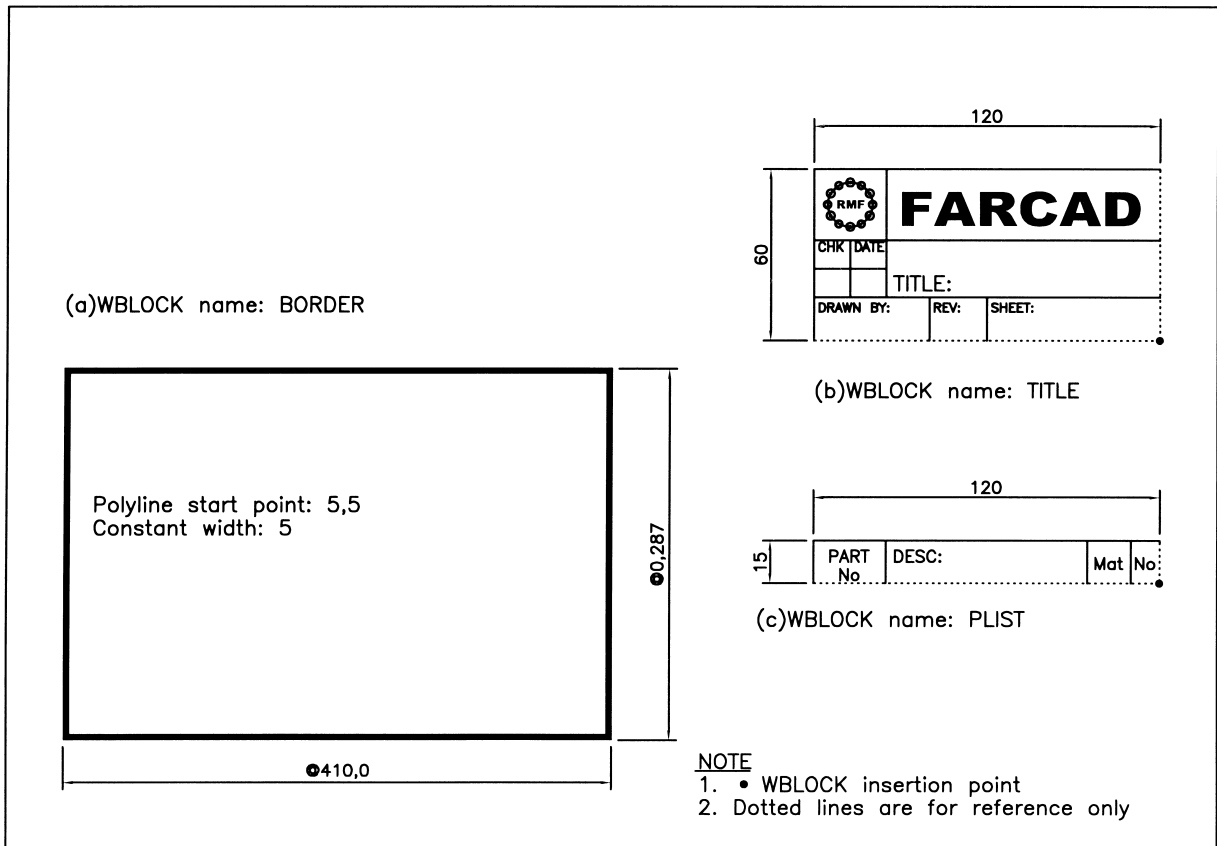 120
60
RMF
FARCAD
CHK DATE
TITLE:
DRAWN BY: REV: SHEET:
(a)WBLOCK name: BORDER
(b)WBLOCK name: TITLE
Polyline start point: 5,5
Constant width: 5
@0,287
@410,0
120
15
PART No DESC: Mat No
(c)WBLOCK name: PLIST
NOTE
1. • WBLOCK insertion point
2. Dotted lines are for reference only